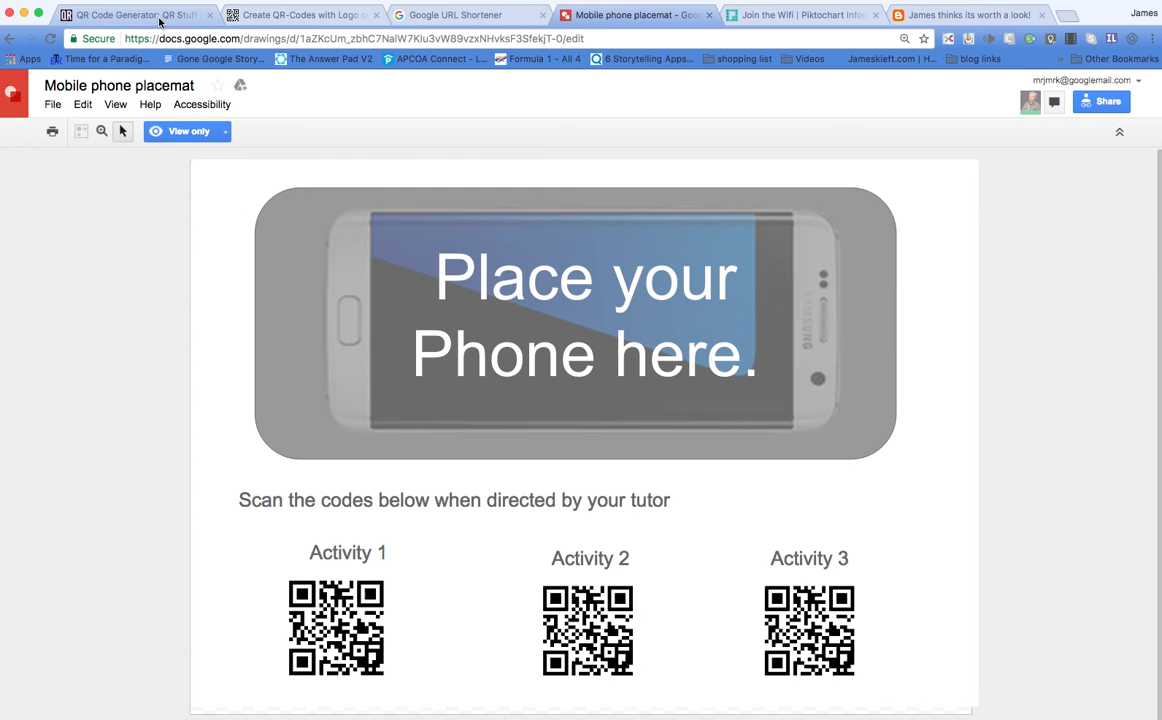 QR Code Generator: QR Stuf
Create QR-Codes with Logo o
Google URL Shortener
Mobile phone placemat - Goo
Join the Wifi | Piktochart Infog
James thinks its worth a look!
James
Secure
https://docs.google.com/drawings/d/1aZKcUm_zbhC7NalW7KIu3vW89vzxNHvksF3SfekjT-0/edit
Apps
Time for a Paradig...
Gone Google Story...
The Answer Pad V2
APCOA Connect - L...
Formula 1 - All 4
6 Storytelling Apps...
shopping list
Videos
Jameskieft.com | H...
blog links
Other Bookmarks
Mobile phone placemat
mrjmrk@googlemail.com
File Edit View Help Accessibility
Share
View only
Place your
Phone here.
SAMSUNG
Scan the codes below when directed by your tutor
Activity 1
Activity 2
Activity 3